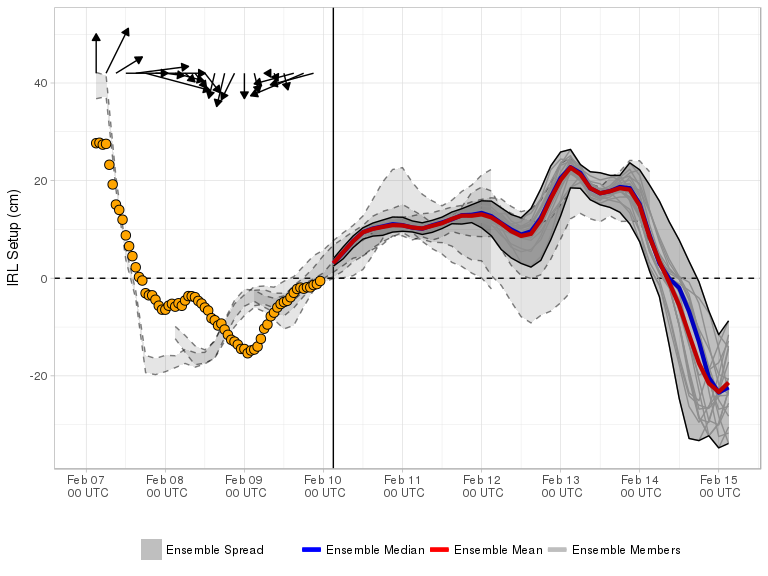 IRL Setup (cm)
40
20
0
-20
Feb 07 Feb 08 Feb 09 Feb 10 Feb 11 Feb 12 Feb 13 Feb 14 Feb 15
00 UTC 00 UTC 00 UTC 00 UTC 00 UTC 00 UTC 00 UTC 00 UTC 00 UTC
Ensemble Spread Ensemble Median Ensemble Mean Ensemble Members